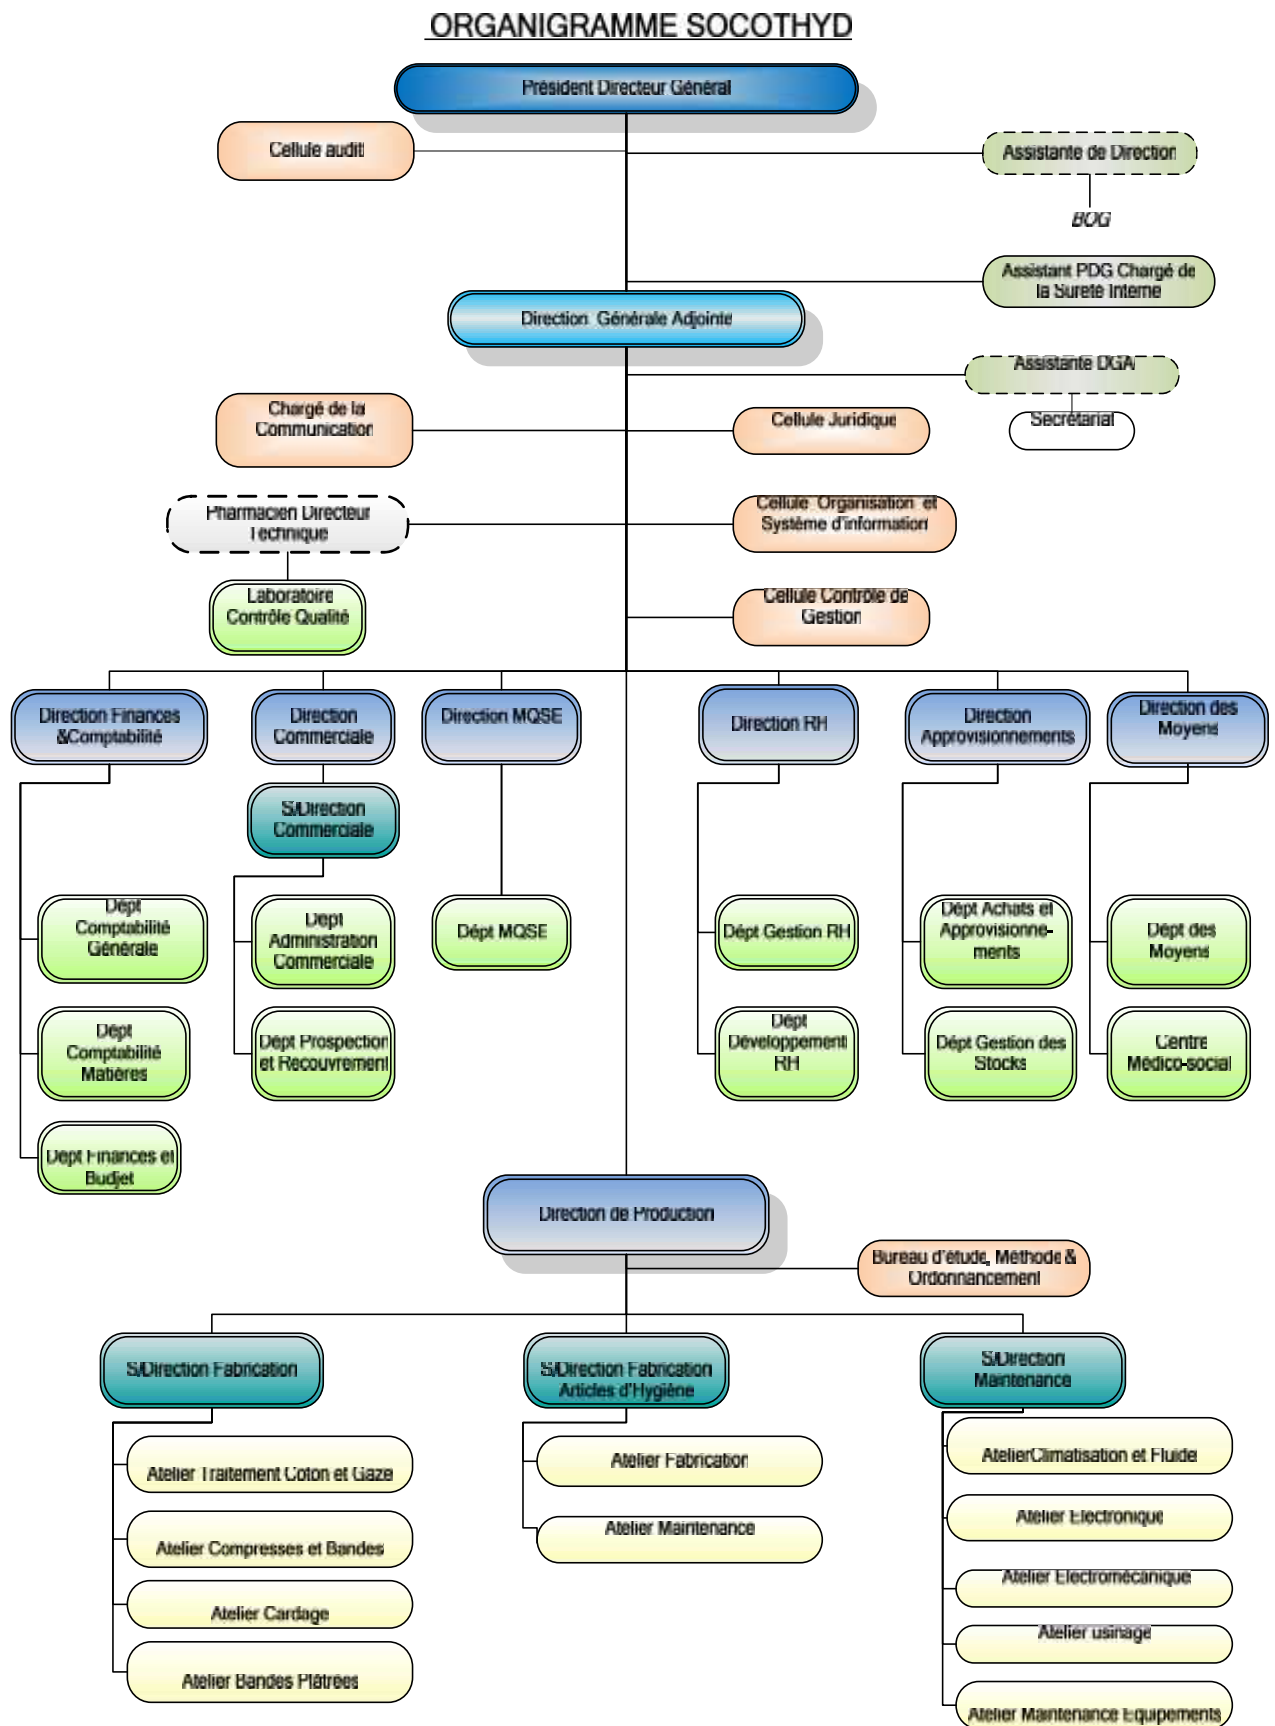 ORGANIGRAMME SOCOTHYD
Président Directeur Général
Cellule audit
Assistante de Direction
BOG
Assistant PDG Chargé de
la Sureté Interne
Direction Générale Adjointe
Assistante DGA
Secrétariat
Chargé de la
Communication
Cellule Juridique
Pharmacien Directeur
Technique
Cellule Organisation et
Système d'information
Laboratoire
Contrôle Qualité
Cellule Contrôle de
Gestion
Direction Finances
&Comptabilité
Direction
Commerciale
Direction MQSE
Direction RH
Direction
Approvisionnements
Direction des
Moyens
S/Direction
Commerciale
Dépt
Comptabilité
Générale
Dépt
Administration
Commerciale
Dépt MQSE
Dépt Gestion RH
Dépt Achats et
Approvisionne-
ments
Dépt des
Moyens
Dépt
Comptabilité
Matières
Dépt Prospection
et Recouvrement
Dépt
Développement
RH
Dépt Gestion des
Stocks
Centre
Médico-social
Dépt Finances et
Budjet
Direction de Production
Bureau d'étude, Méthode &
Ordonnancement
S/Direction Fabrication
S/Direction Fabrication
Articles d'Hygiène
S/Direction
Maintenance
Atelier Traitement Coton et Gaze
Atelier Compresses et Bandes
Atelier Cardage
Atelier Bandes Plâtrées
Atelier Fabrication
Atelier Maintenance
AtelierClimatisation et Fluide
Atelier Electronique
Atelier Electromécanique
Atelier usinage
Atelier Maintenance Equipements